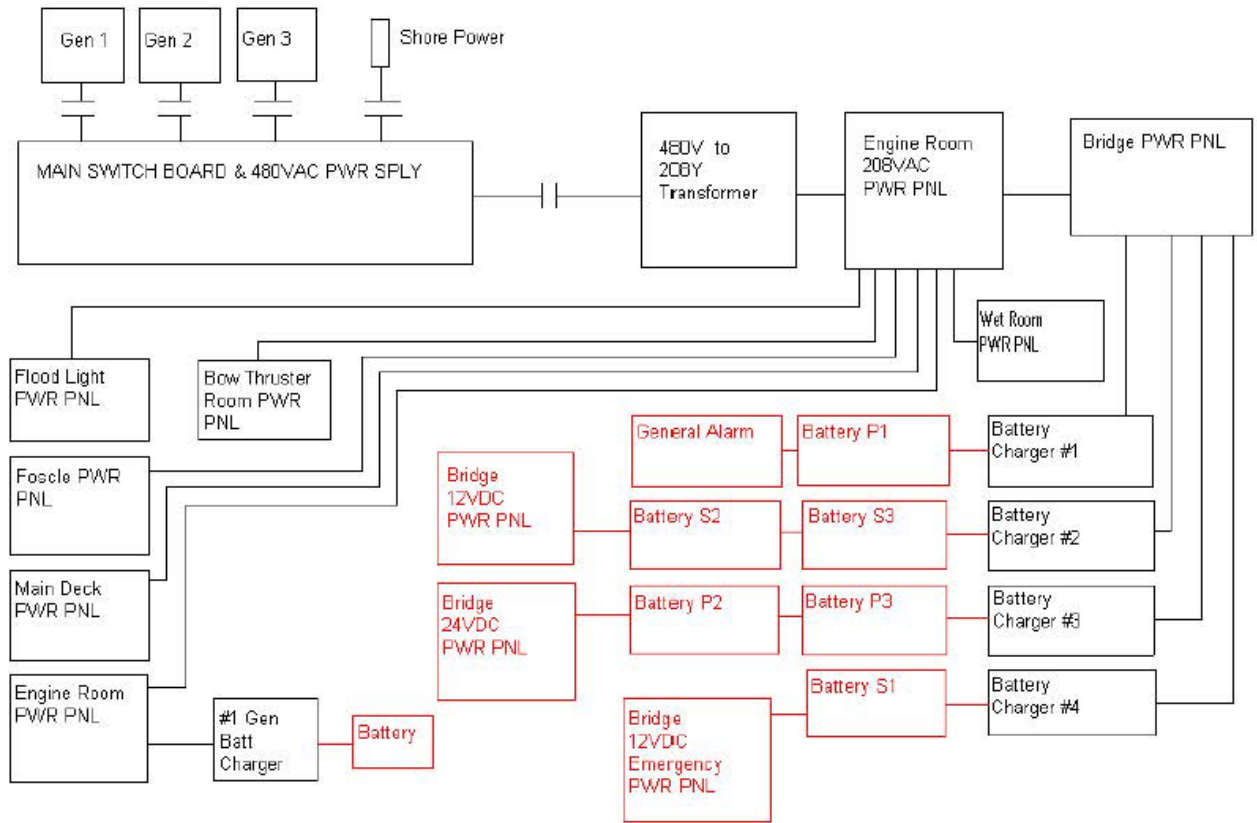 Gen 1
Gen 2
Gen 3
Shore Power
MAIN SWITCH BOARD & 480VAC PWR SPLY
480V to
208Y
Transformer
Engine Room
208VAC
PWR PNL
Bridge PWR PNL
Wet Room
PWR PNL
Flood Light
PWR PNL
Bow Thruster
Room PWR
PNL
Foscle PWR
PNL
Main Deck
PWR PNL
Engine Room
PWR PNL
#1 Gen
Batt
Charger
Battery
General Alarm
Battery P1
Battery
Charger #1
Bridge
12VDC
PWR PNL
Battery S2
Battery S3
Battery
Charger #2
Bridge
24VDC
PWR PNL
Battery P2
Battery P3
Battery
Charger #3
Bridge
12VDC
Emergency
PWR PNL
Battery S1
Battery
Charger #4